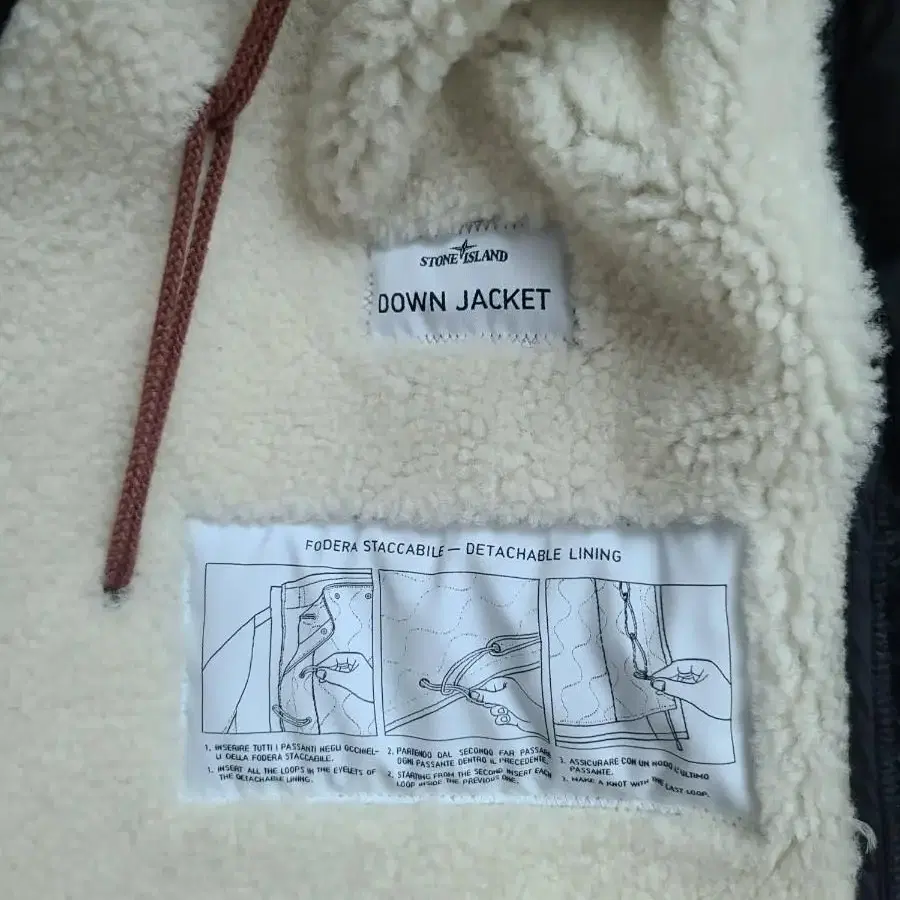 STONE ISLAND
DOWN JACKET
FODERA STACCABILE — DETACHABLE LINING
1. INSERIRE TUTTI I PASSANTI NEGLI OCCHIEL-
LI DELLA FODERA STACCABILE.
1. INSERT ALL THE LOOPS IN THE EYELETS OF
THE DETACHABLE LINING.
2. PARTENDO DAL SECONDO FAR PASSARE
OGNI PASSANTE DENTRO IL PRECEDENTE.
2. STARTING FROM THE SECOND INSERT EACH
LOOP INSIDE THE PREVIOUS ONE.
3. ASSICURARE CON UN NODO L'ULTIMO
PASSANTE.
3. MAKE A KNOT WITH THE LAST LOOP.